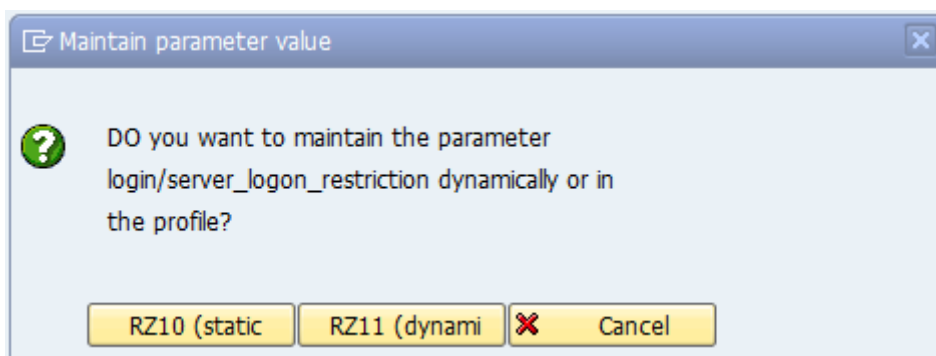 Maintain parameter value
DO you want to maintain the parameter
login/server_logon_restriction dynamically or in
the profile?
RZ10 (static RZ11 (dynami Cancel